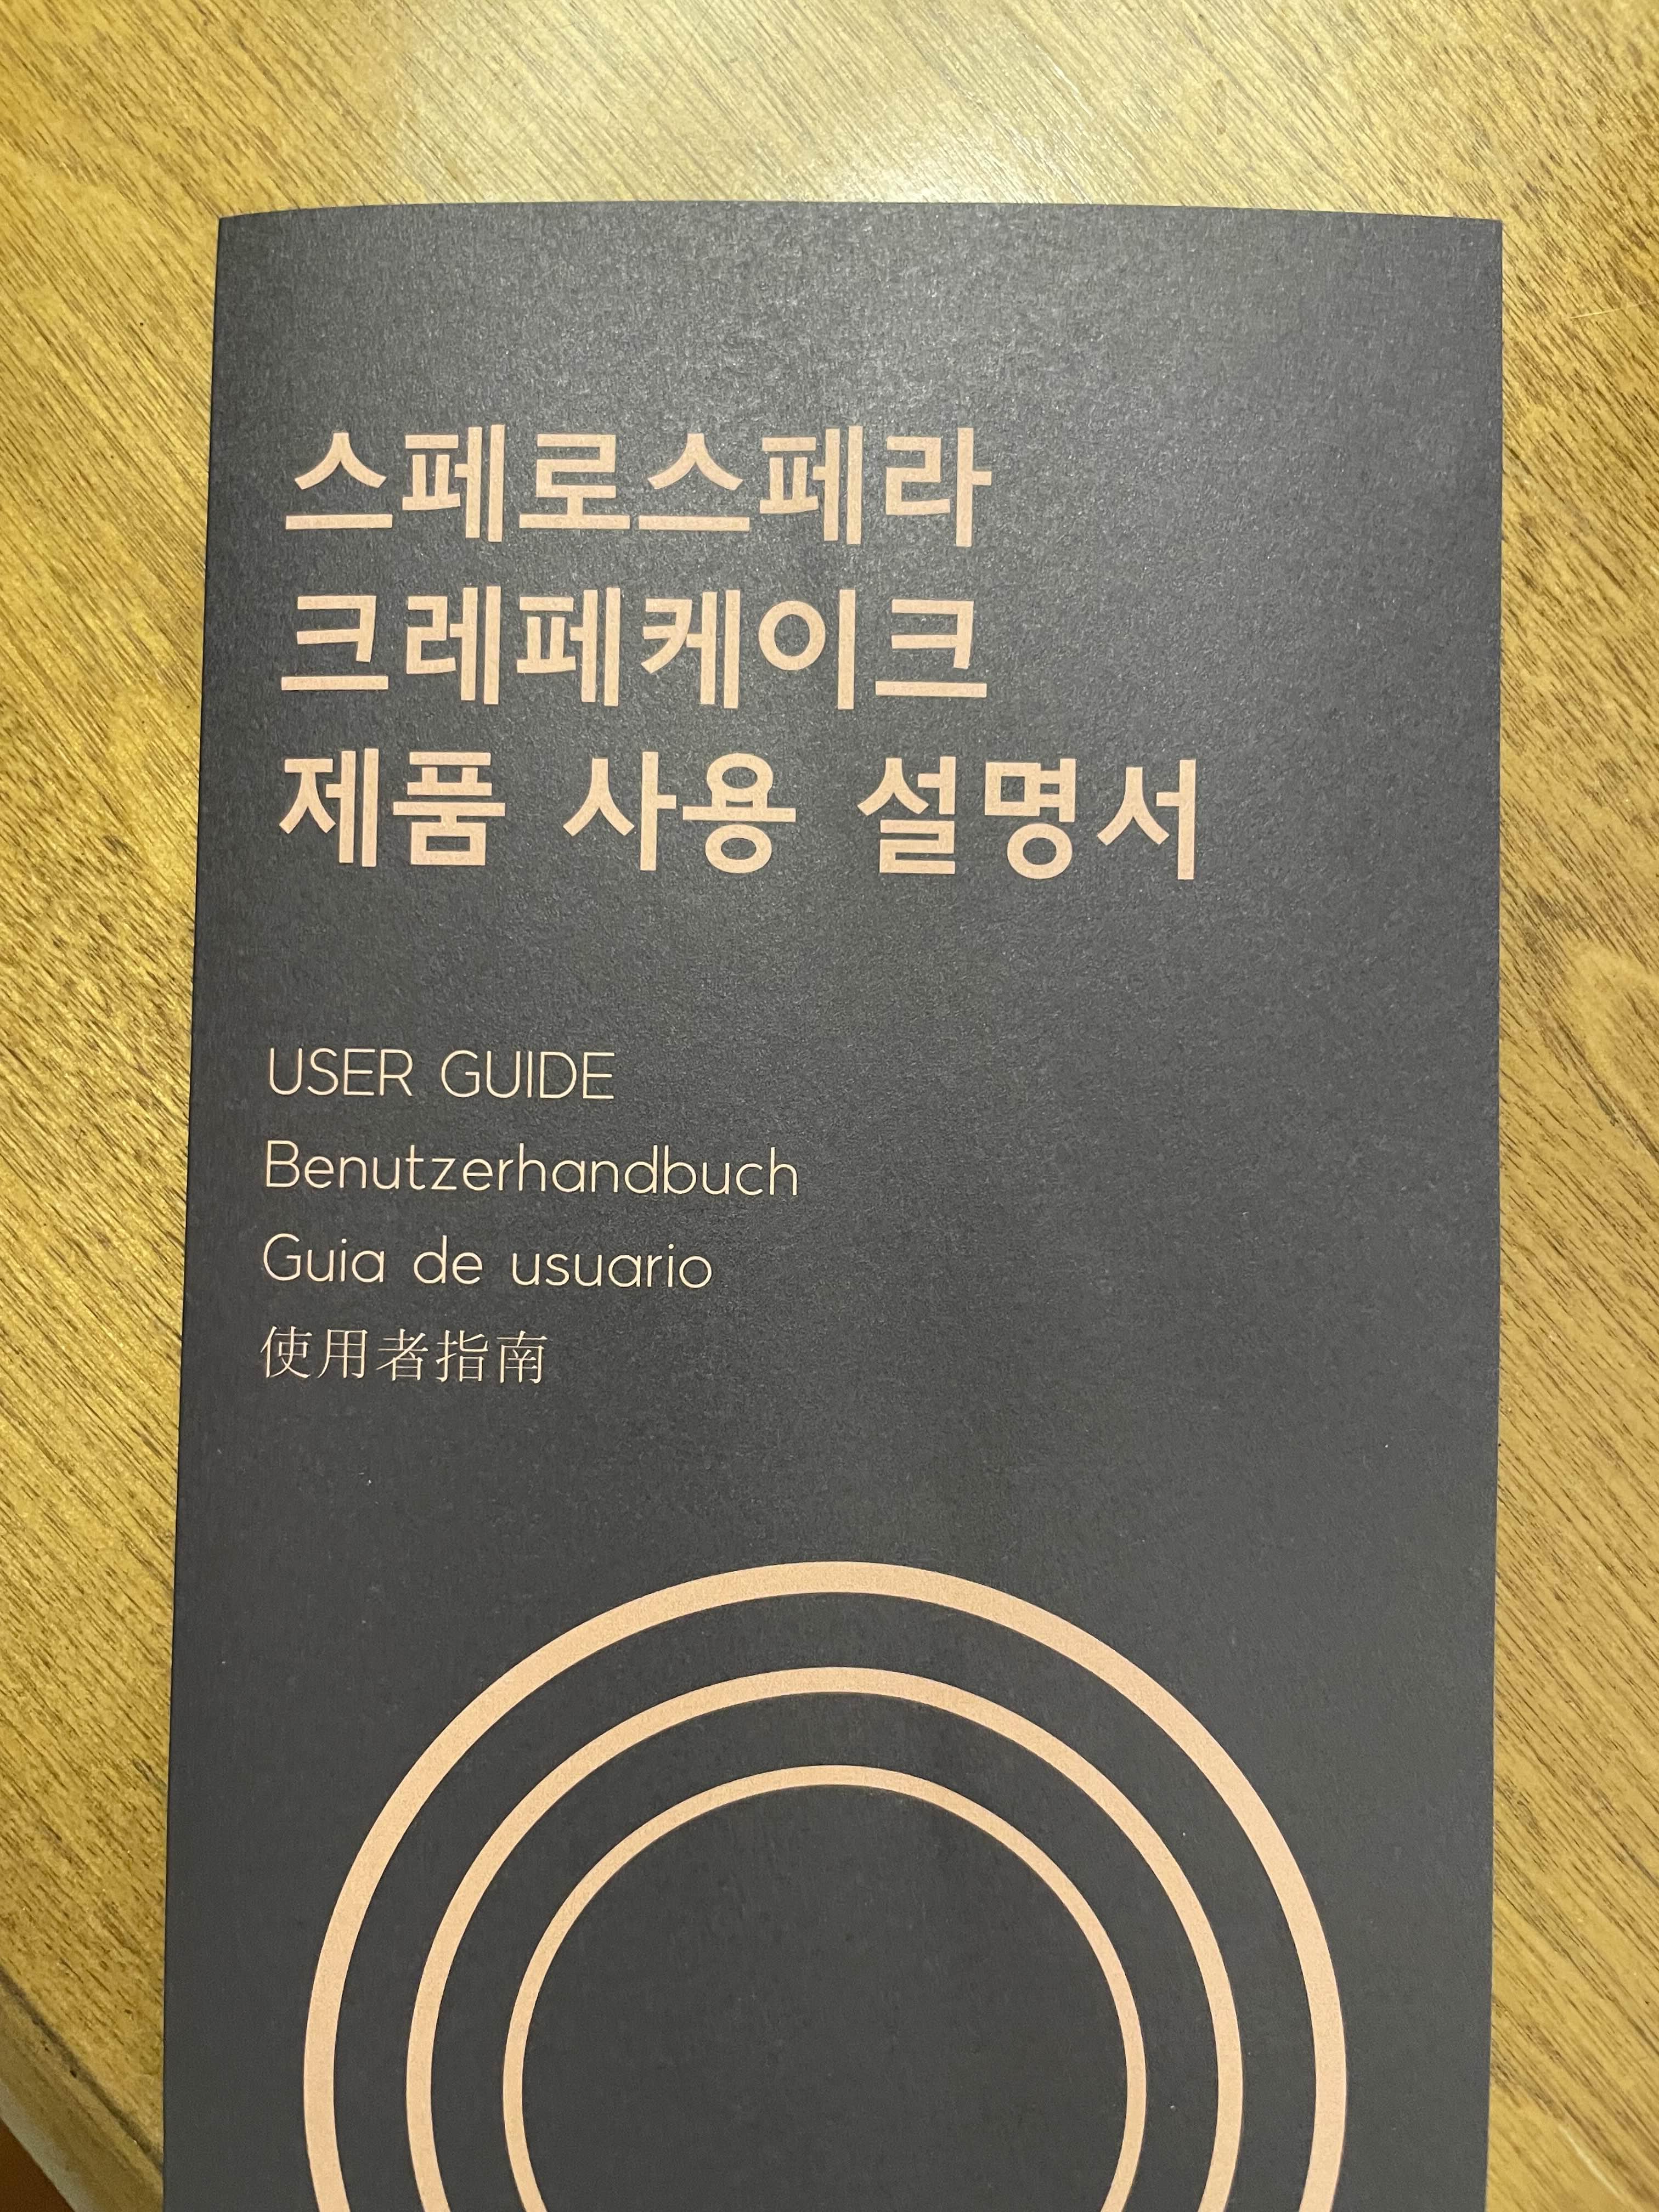 스페로스페라
크레페케이크
제품 사용 설명서
USER GUIDE
Benutzerhandbuch
Guia de usuario
使用者指南